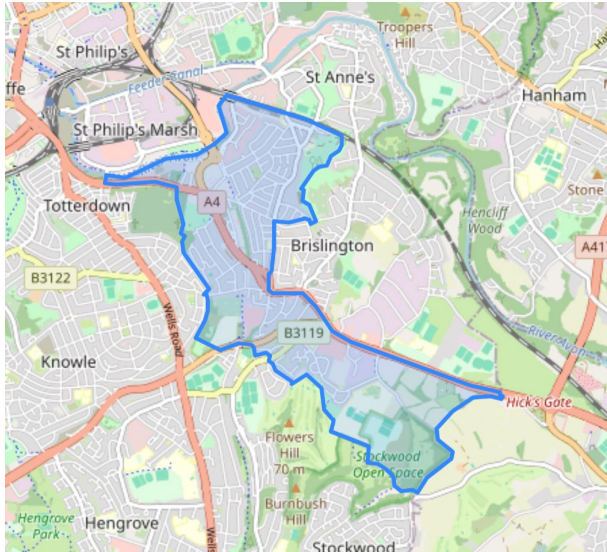 Troopers
Hill
St Philip's
St Anne's
Feeder Canal
Hanham
St Philip's Marsh
Totterdown
A4
Stone
Hencliff
Wood
Brislington
A41
B3122
River Avon
B3119
Wells Road
Knowle
Hick's Gate
Flowers
Hill
70 m
Stockwood
Open Space
Burnbush
Hill
Hengrove
Park
Hengrove
Stockwood